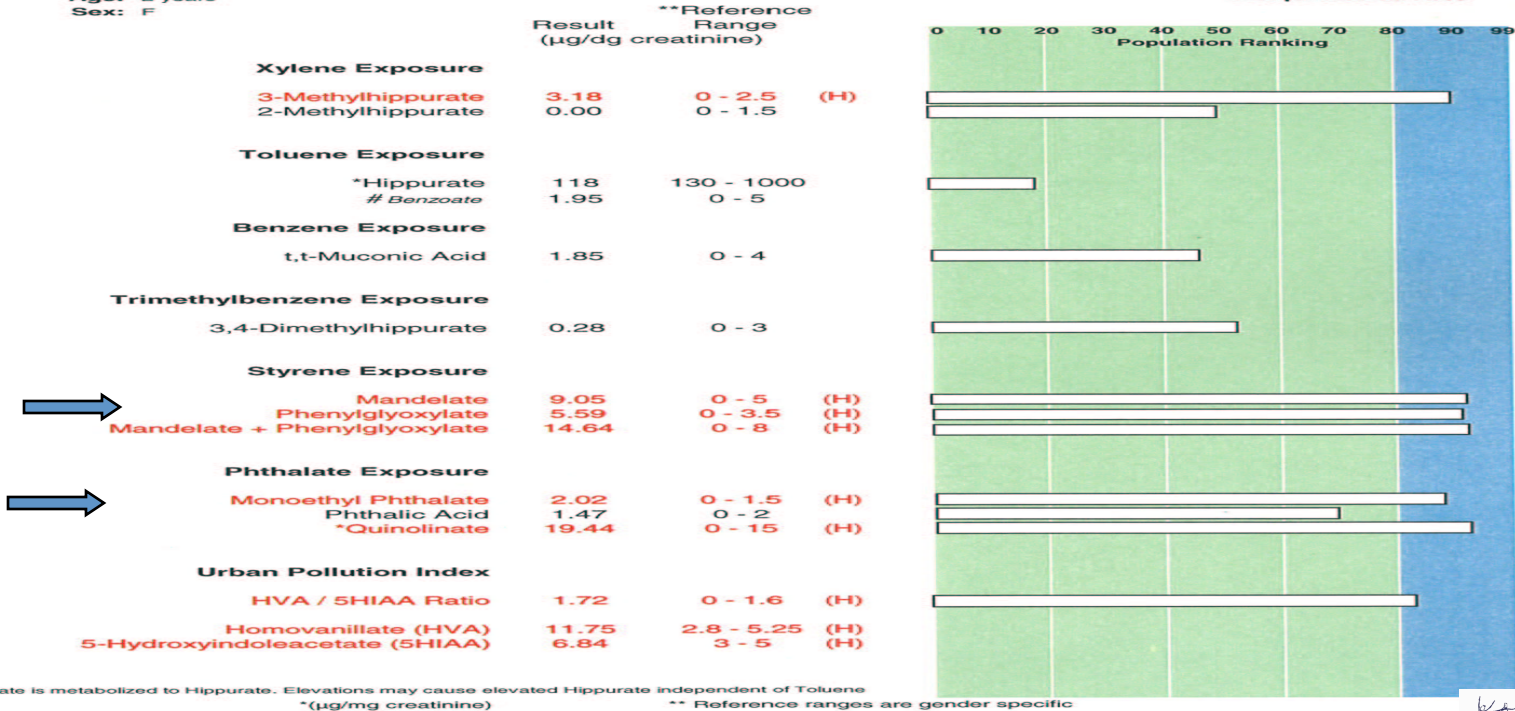 Sex: F
**Reference
Result Range
(µg/dg creatinine)
0 10 20 30 40 50 60 70 80 90 99
Population Ranking
Xylene Exposure
3-Methylhippurate 3.18 0 - 2.5 (H)
2-Methylhippurate 0.00 0 - 1.5
Toluene Exposure
*Hippurate 118 130 - 1000
# Benzoate 1.95 0 - 5
Benzene Exposure
t,t-Muconic Acid 1.85 0 - 4
Trimethylbenzene Exposure
3,4-Dimethylhippurate 0.28 0 - 3
Styrene Exposure
Mandelate 9.05 0 - 5 (H)
Phenylglyoxylate 5.59 0 - 3.5 (H)
Mandelate + Phenylglyoxylate 14.64 0 - 8 (H)
Phthalate Exposure
Monoethyl Phthalate 2.02 0 - 1.5 (H)
Phthalic Acid 1.47 0 - 2
*Quinolinate 19.44 0 - 15 (H)
Urban Pollution Index
HVA / 5HIAA Ratio 1.72 0 - 1.6 (H)
Homovanillate (HVA) 11.75 2.8 - 5.25 (H)
5-Hydroxyindoleacetate (5HIAA) 6.84 3 - 5 (H)
ate is metabolized to Hippurate. Elevations may cause elevated Hippurate independent of Toluene
*(µg/mg creatinine) ** Reference ranges are gender specific